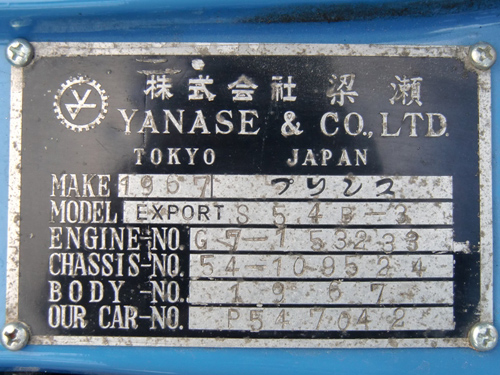 株式会社 梁瀬
YANASE & CO., LTD.
TOKYO JAPAN
MAKE 1967 プリンス
MODEL EXPORT S54B-3
ENGINE-NO. G7-153233
CHASSIS-NO. 54-109524
BODY -NO. 1967
OUR CAR-NO. P547042